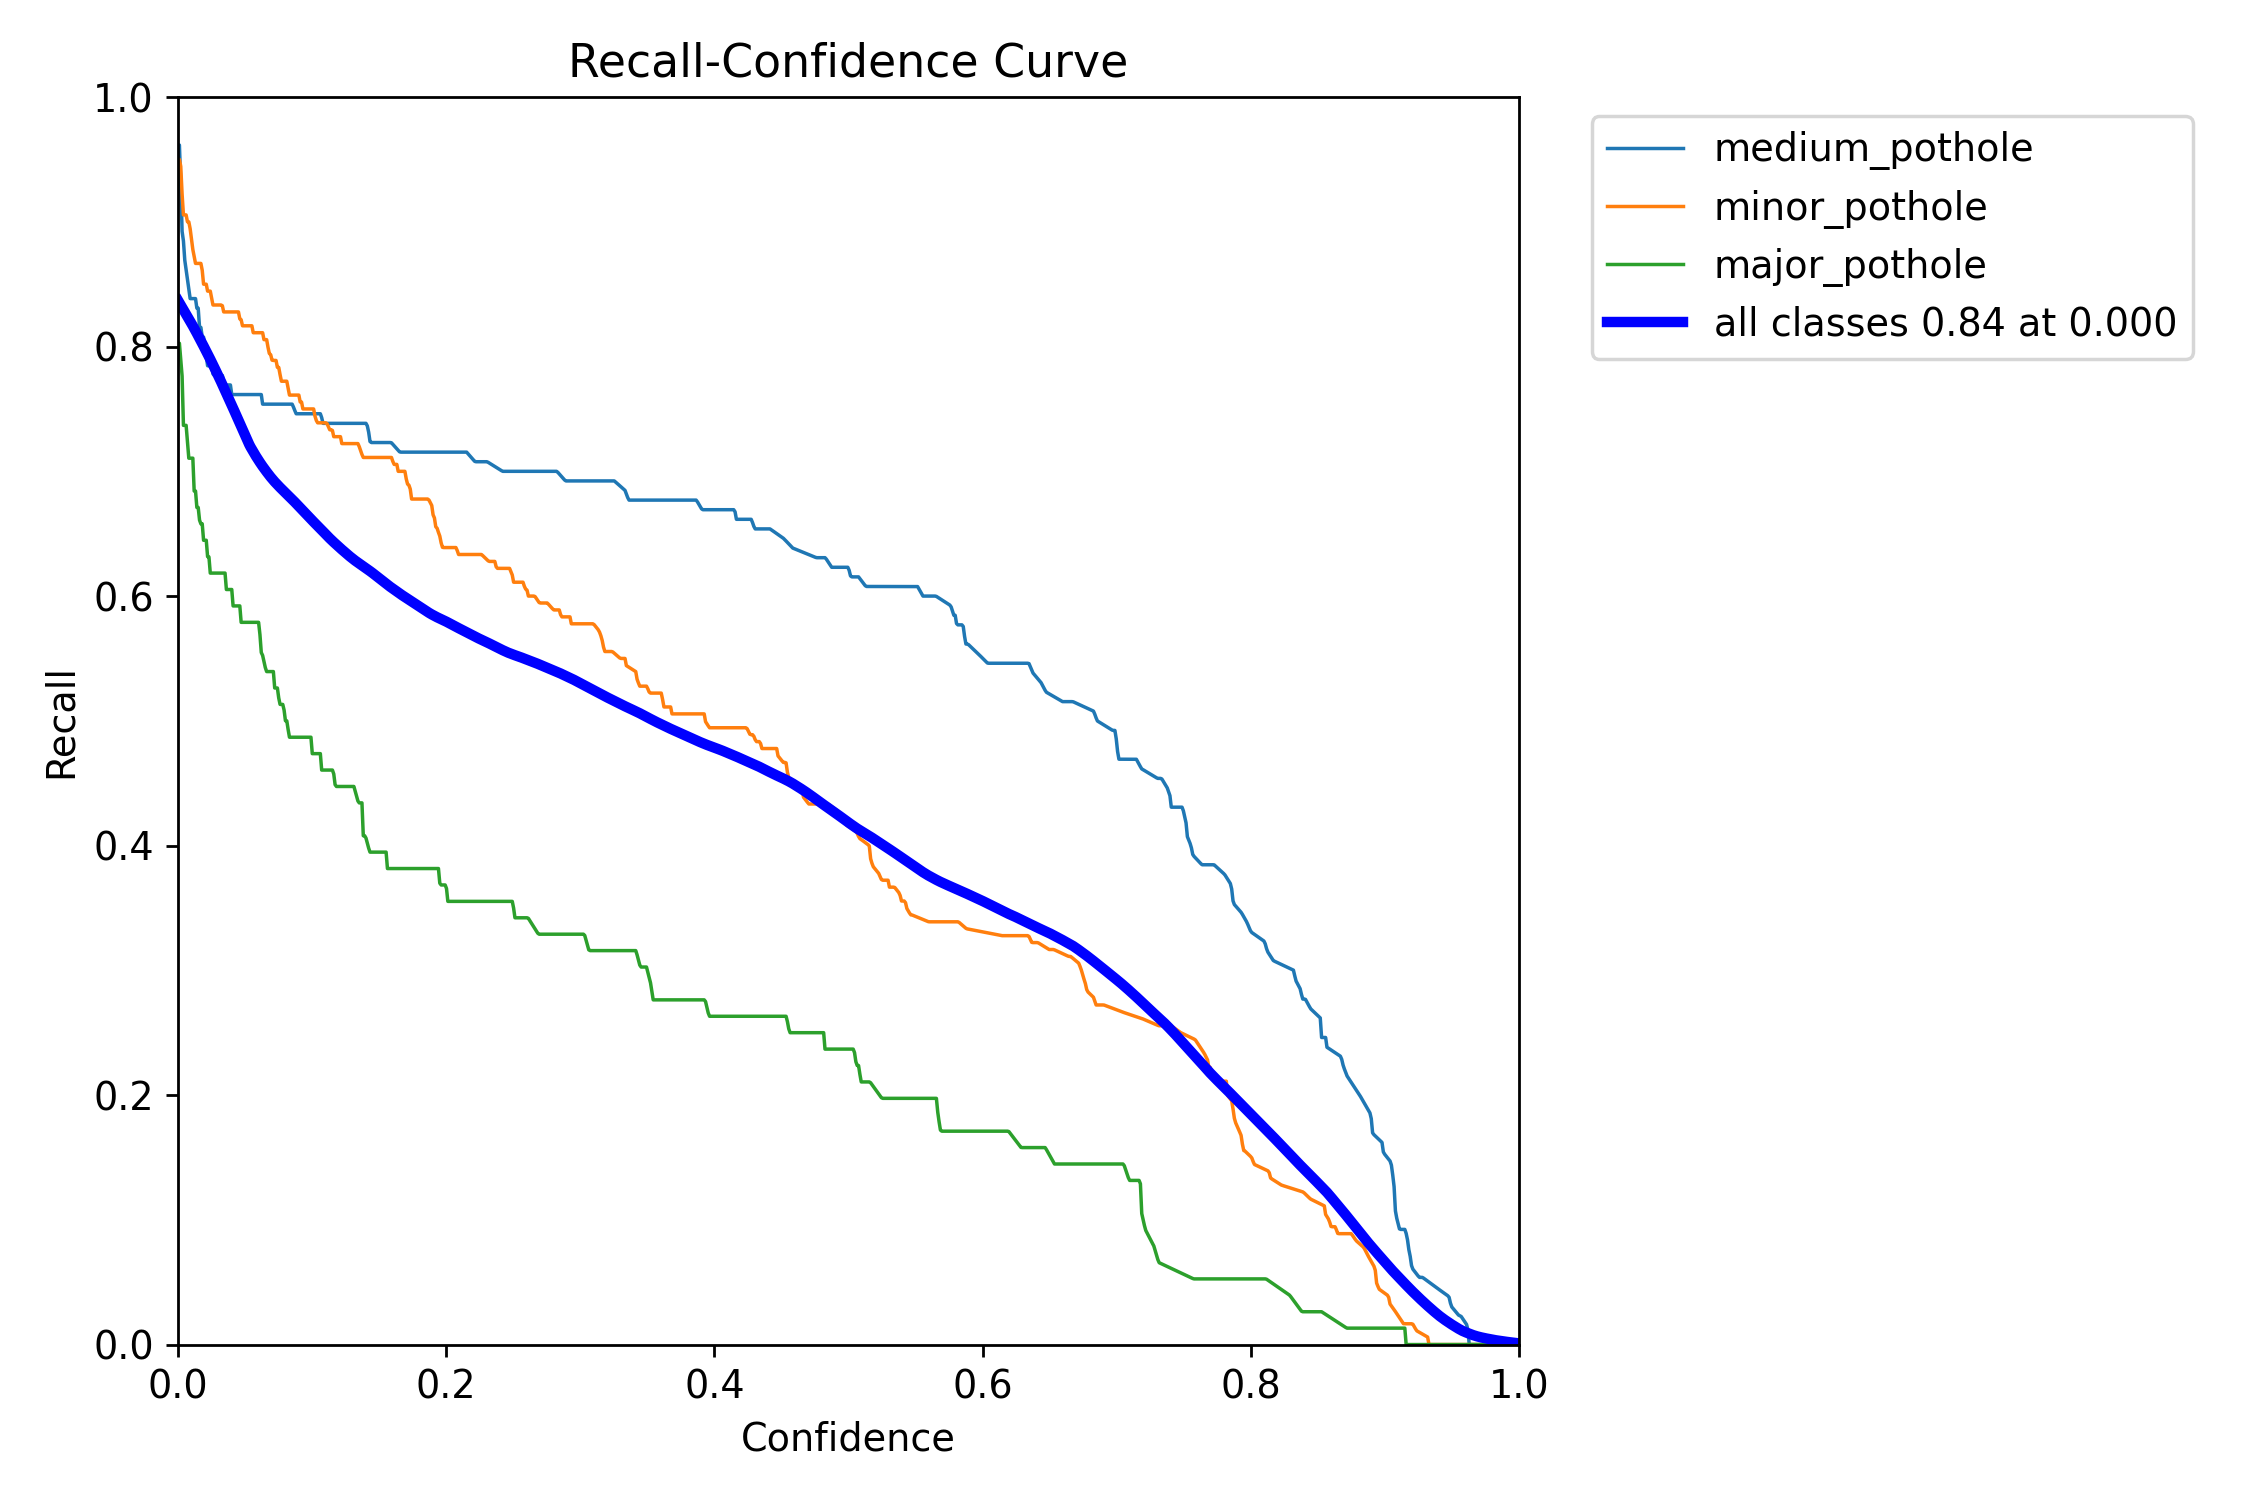 Recall-Confidence Curve
1.0
0.8
0.6
0.4
0.2
0.0
Recall
0.0 0.2 0.4 0.6 0.8 1.0
Confidence
medium_pothole
minor_pothole
major_pothole
all classes 0.84 at 0.000